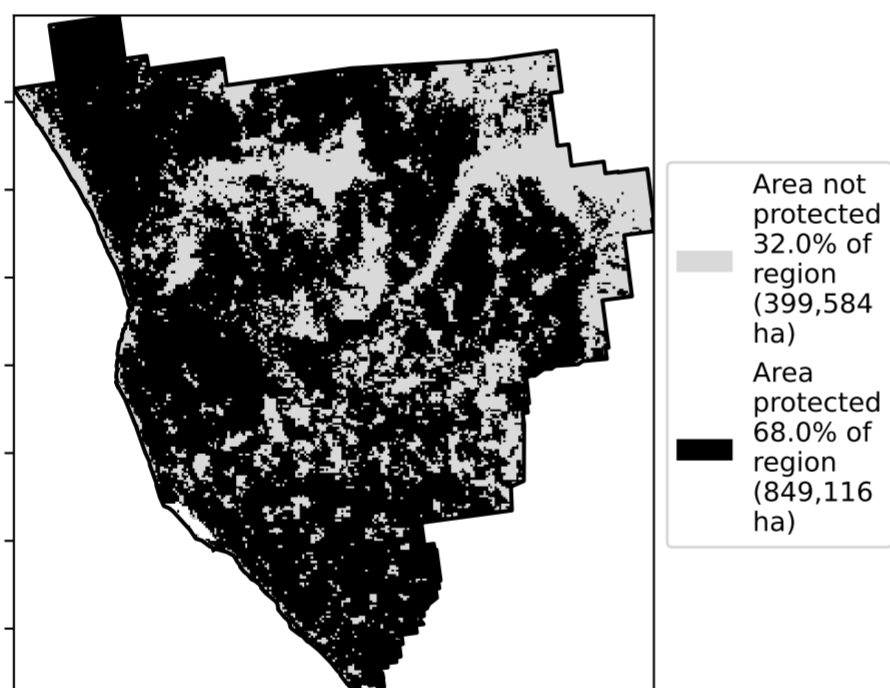 Area not
protected
32.0% of
region
(399,584
ha)
Area
protected
68.0% of
region
(849,116
ha)